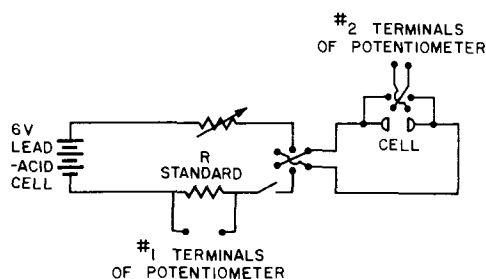 #2 TERMINALS
OF POTENTIOMETER
6V
LEAD
-ACID
CELL
R
STANDARD
CELL
#1 TERMINALS
OF POTENTIOMETER